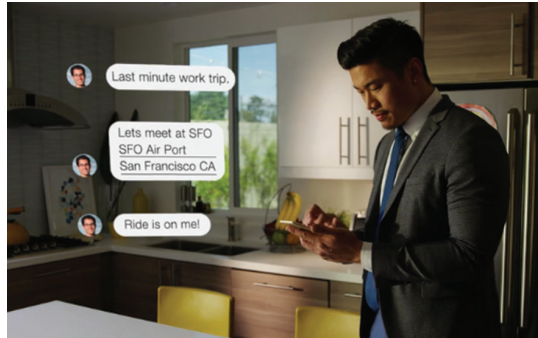 Last minute work trip.
Lets meet at SFO
SFO Air Port
San Francisco CA
Ride is on me!